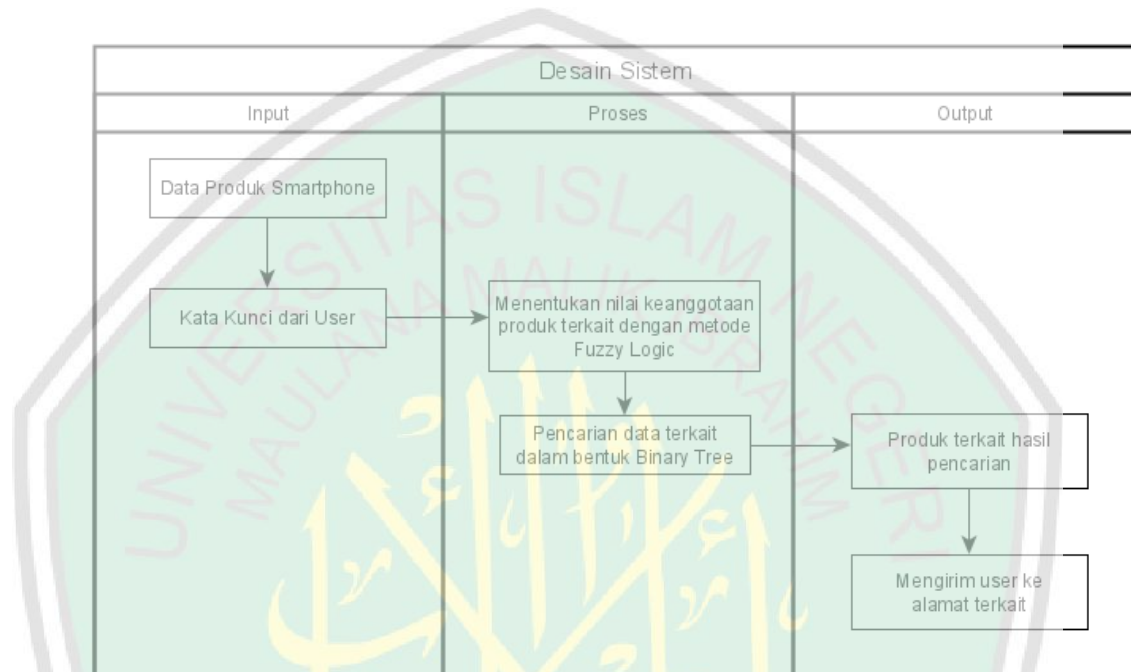 Desain Sistem
Input
Proses
Output
Data Produk Smartphone
Kata Kunci dari User
Menentukan nilai keanggotaan
produk terkait dengan metode
Fuzzy Logic
Pencarian data terkait
dalam bentuk Binary Tree
Produk terkait hasil
pencarian
Mengirim user ke
alamat terkait
UNIVERSITAS ISLAM NEGERI
MAULANA MALIK IBRAHIM